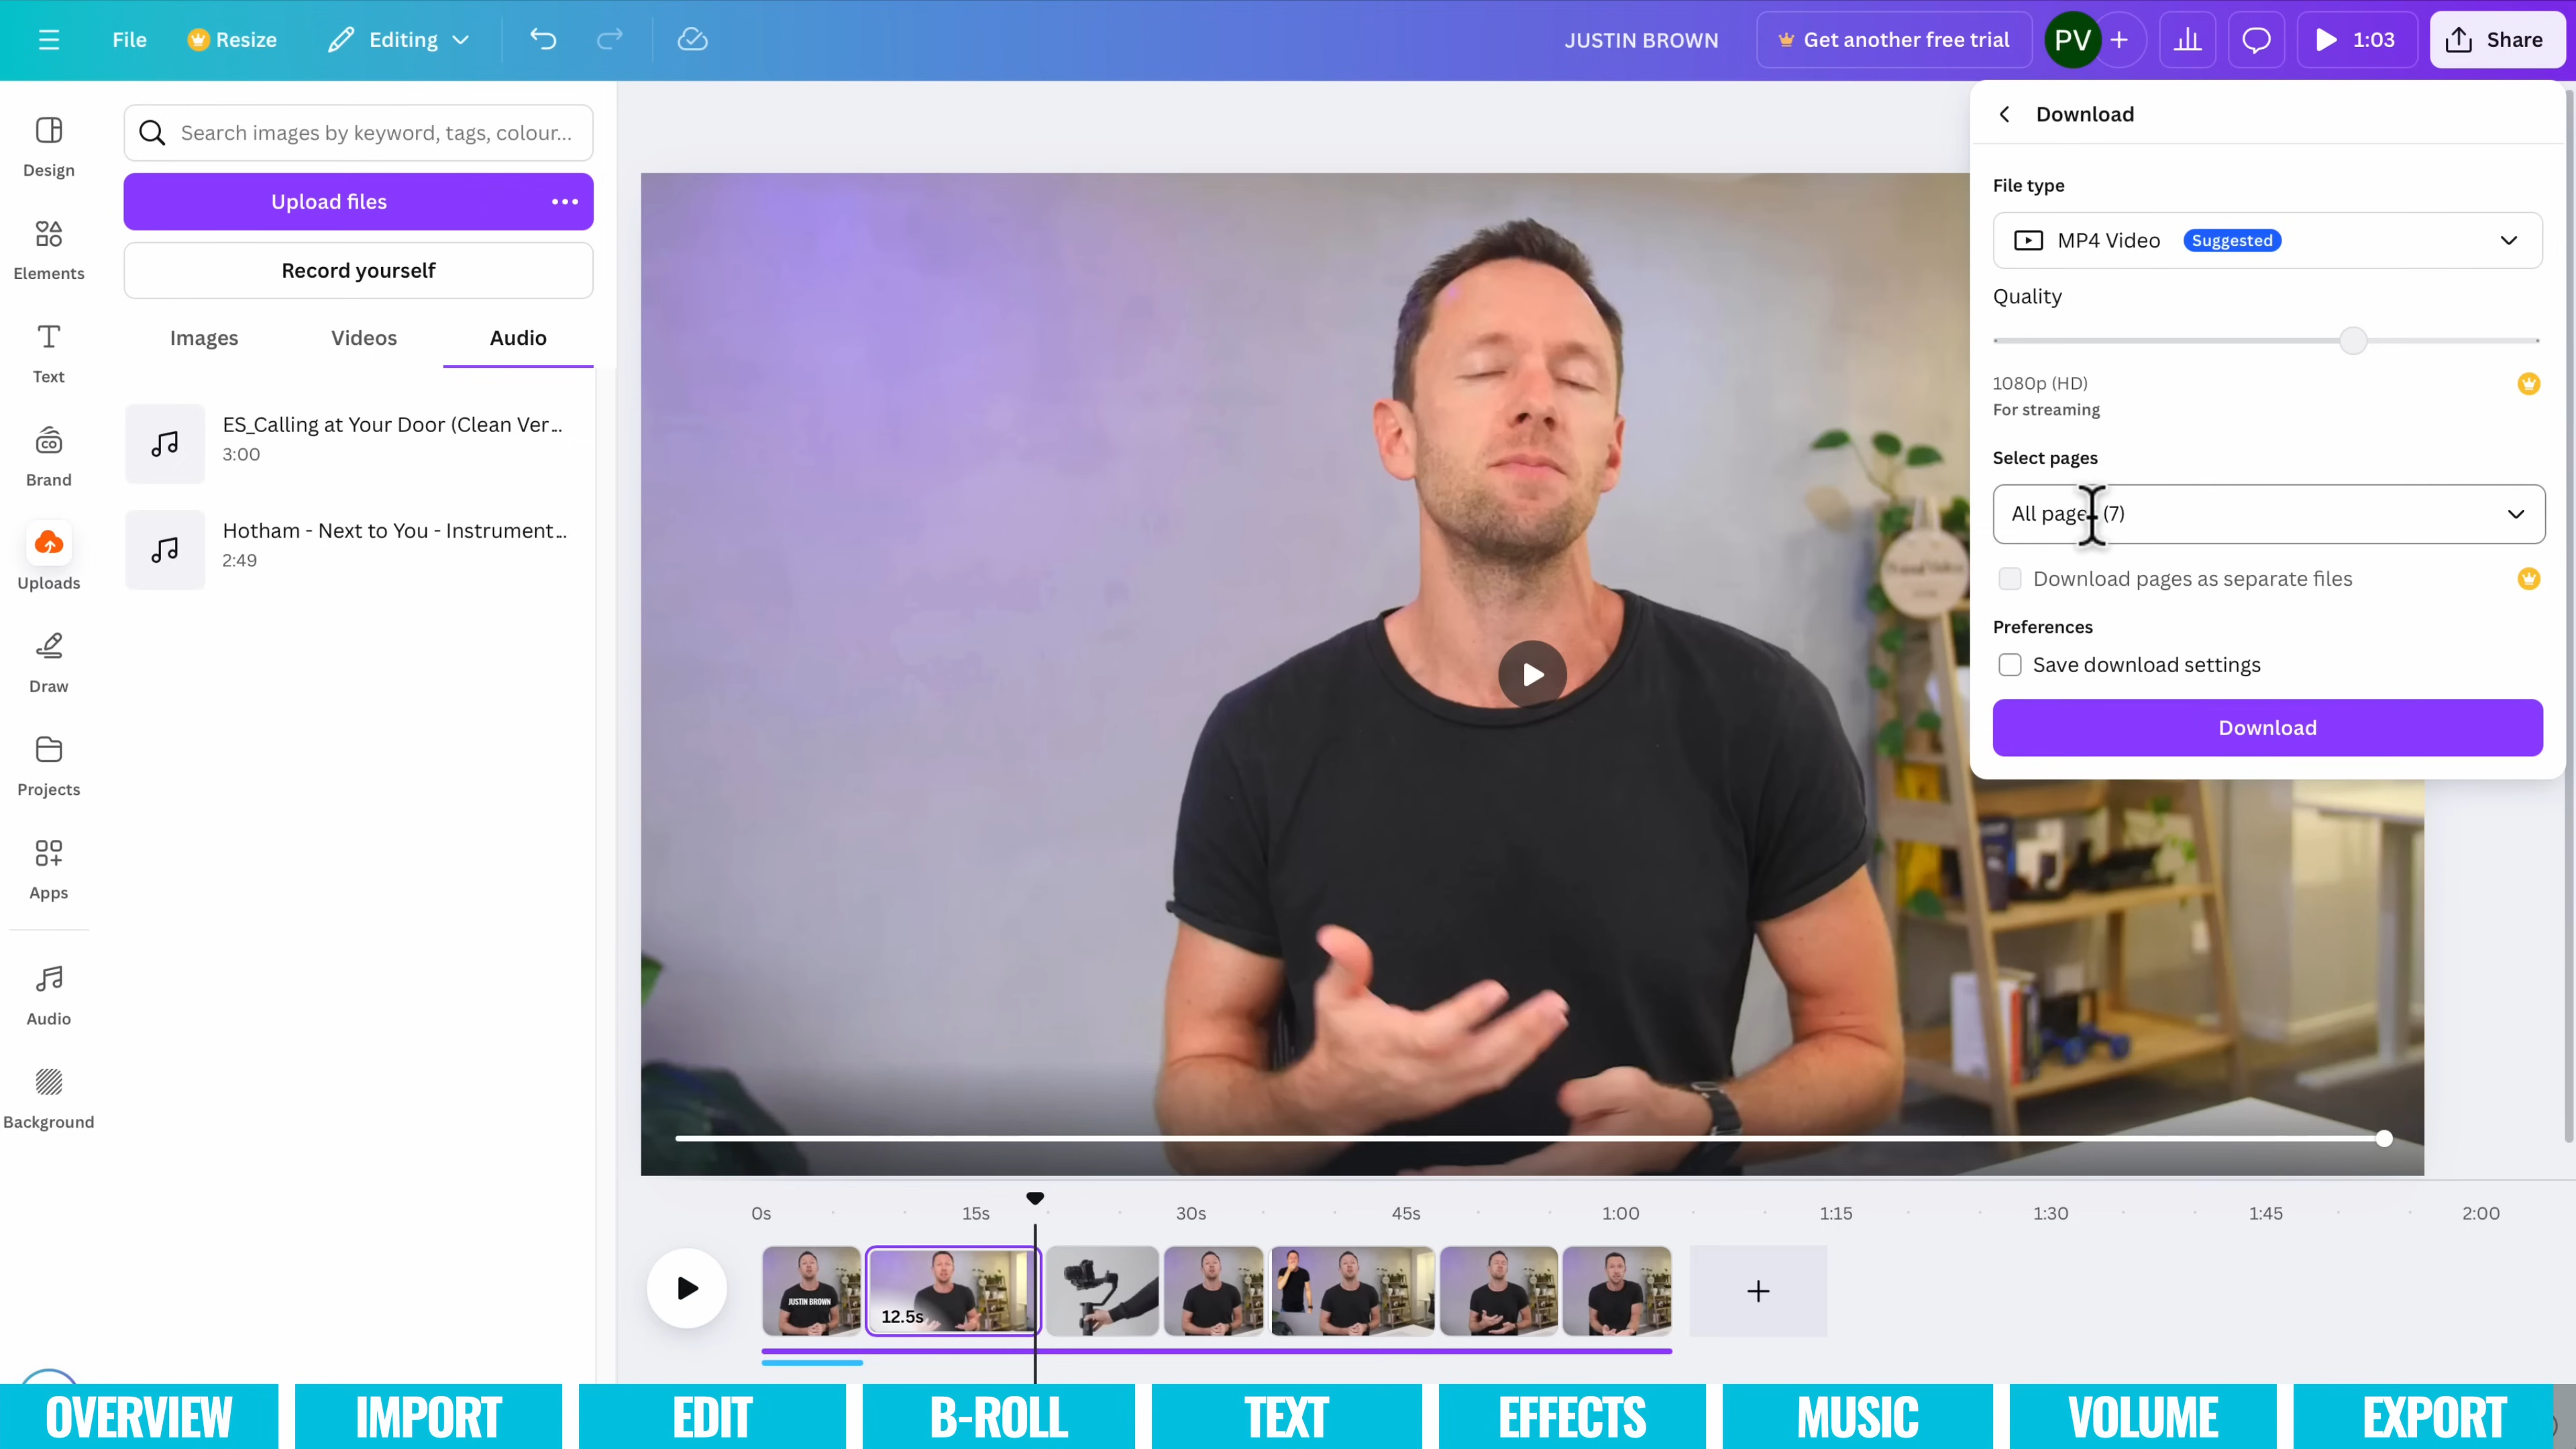 File
Resize
Editing
JUSTIN BROWN
Get another free trial
PV
1:03
Share
Design
Elements
Text
CO
Brand
Uploads
Draw
Projects
Apps
Audio
Background
Search images by keyword, tags, colour...
Upload files
Record yourself
Images
Videos
Audio
ES_Calling at Your Door (Clean Ver...
3:00
Hotham - Next to You - Instrument...
2:49
Download
File type
MP4 Video
Suggested
Quality
1080p (HD)
For streaming
Select pages
All pages (7)
Download pages as separate files
Preferences
Save download settings
Download
0s
15s
30s
45s
1:00
1:15
1:30
1:45
2:00
JUSTIN BROWN
12.5s
OVERVIEW
IMPORT
EDIT
B-ROLL
TEXT
EFFECTS
MUSIC
VOLUME
EXPORT